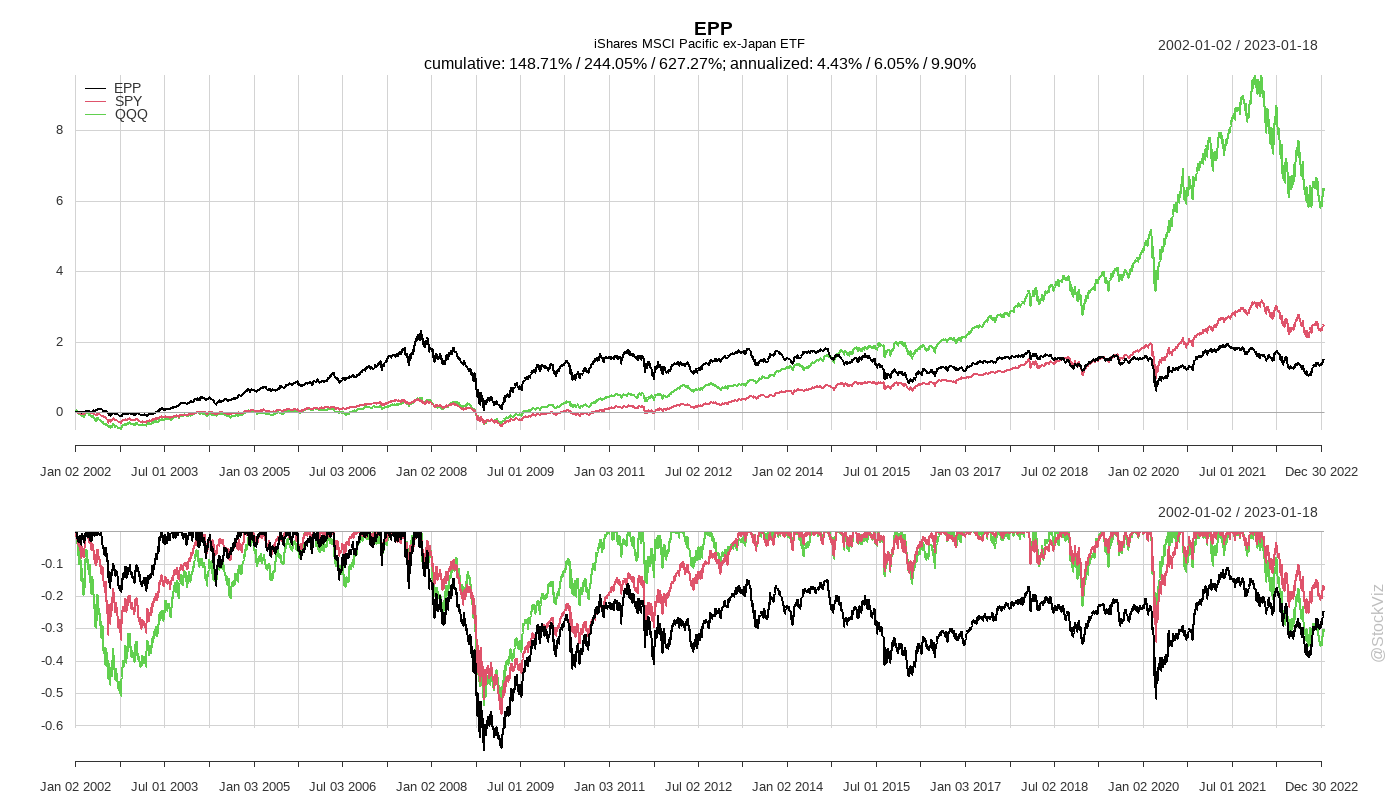 EPP
iShares MSCI Pacific ex-Japan ETF
2002-01-02 / 2023-01-18
cumulative: 148.71% / 244.05% / 627.27%; annualized: 4.43% / 6.05% / 9.90%
EPP
SPY
QQQ
8
6
4
2
0
Jan 02 2002 Jul 01 2003 Jan 03 2005 Jul 03 2006 Jan 02 2008 Jul 01 2009 Jan 03 2011 Jul 02 2012 Jan 02 2014 Jul 01 2015 Jan 03 2017 Jul 02 2018 Jan 02 2020 Jul 01 2021 Dec 30 2022
2002-01-02 / 2023-01-18
-0.1
-0.2
-0.3
-0.4
-0.5
-0.6
Jan 02 2002 Jul 01 2003 Jan 03 2005 Jul 03 2006 Jan 02 2008 Jul 01 2009 Jan 03 2011 Jul 02 2012 Jan 02 2014 Jul 01 2015 Jan 03 2017 Jul 02 2018 Jan 02 2020 Jul 01 2021 Dec 30 2022
@StockViz